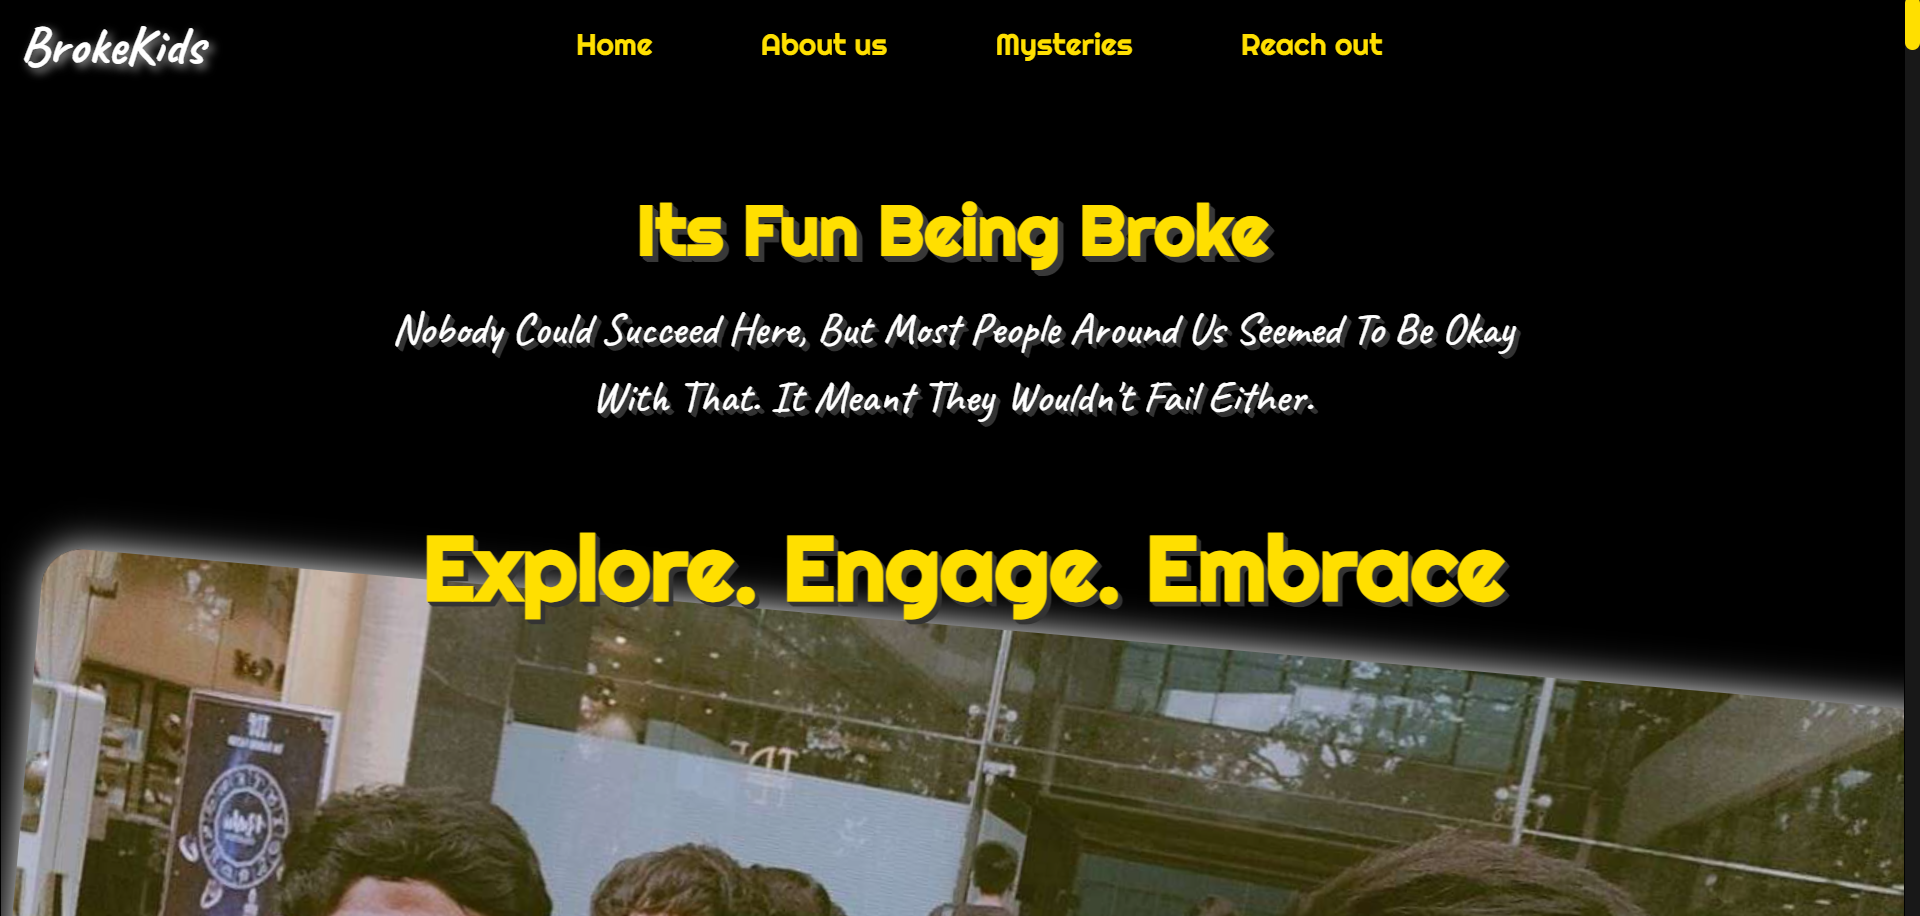 BrokeKids
Home About us Mysteries Reach out
Its Fun Being Broke
Nobody Could Succeed Here, But Most People Around Us Seemed To Be Okay
With That. It Meant They Wouldn't Fail Either.
Explore. Engage. Embrace